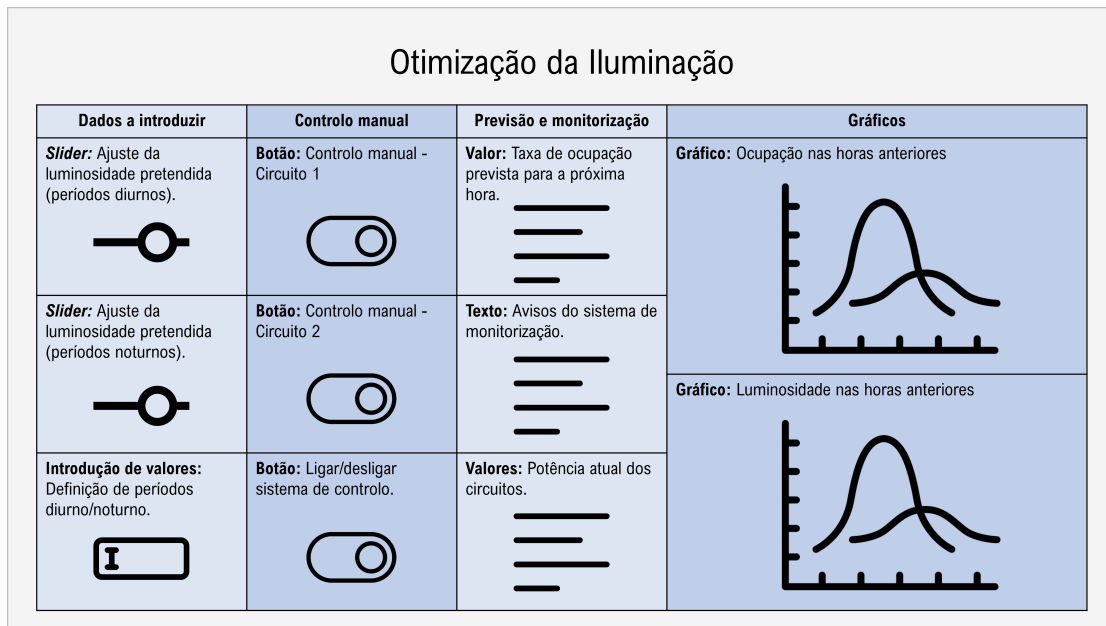 Otimização da Iluminação
Dados a introduzir
Controlo manual
Previsão e monitorização
Gráficos
Slider: Ajuste da
luminosidade pretendida
(períodos diurnos).
Botão: Controlo manual -
Circuito 1
Valor: Taxa de ocupação
prevista para a próxima
hora.
Gráfico: Ocupação nas horas anteriores
Slider: Ajuste da
luminosidade pretendida
(períodos noturnos).
Botão: Controlo manual -
Circuito 2
Texto: Avisos do sistema de
monitorização.
Gráfico: Luminosidade nas horas anteriores
Introdução de valores:
Definição de períodos
diurno/noturno.
Botão: Ligar/desligar
sistema de controlo.
Valores: Potência atual dos
circuitos.